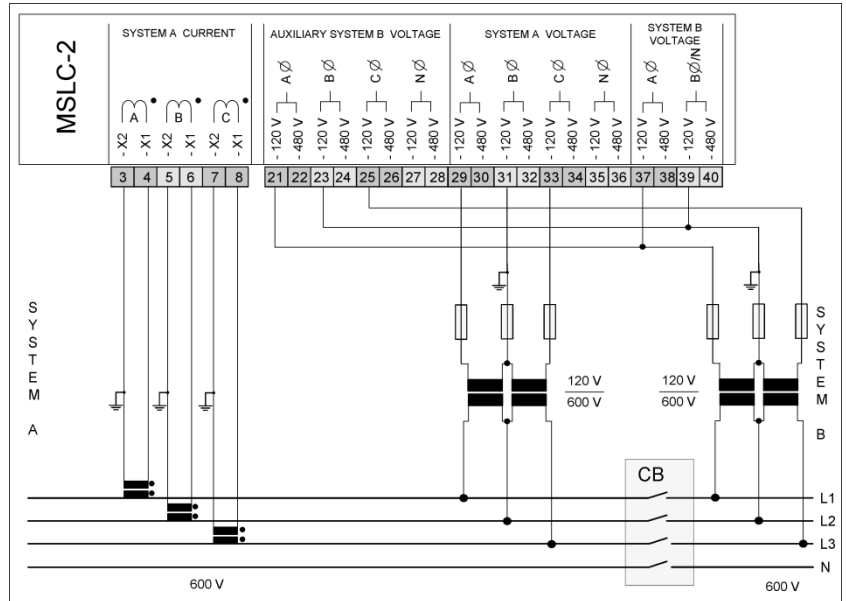 MSLC-2
SYSTEM A CURRENT
AUXILIARY SYSTEM B VOLTAGE
SYSTEM A VOLTAGE
SYSTEM B
VOLTAGE
A B C
AØ BØ CØ NØ AØ BØ CØ NØ AØ BØ/N
- X2 - X1 - X2 - X1 - X2 - X1
- 120 V - 480 V - 120 V - 480 V - 120 V - 480 V - 120 V - 480 V
- 120 V - 480 V - 120 V - 480 V - 120 V - 480 V - 120 V - 480 V
- 120 V - 480 V - 120 V - 480 V
3 4 5 6 7 8
21 22 23 24 25 26 27 28 29 30 31 32 33 34 35 36 37 38 39 40
SYSTEM A
SYSTEM B
120 V
600 V
120 V
600 V
CB
L1
L2
L3
N
600 V
600 V